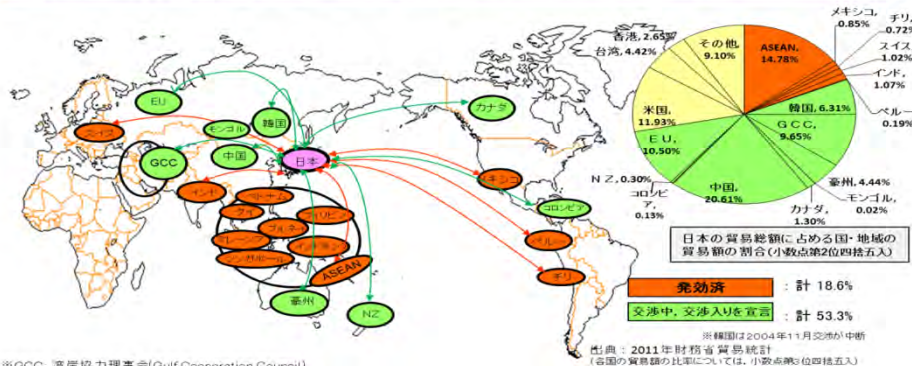 メキシコ,
0.85%
チリ,
0.72%
スイス
1.02%
インド,
1.07%
ペルー,
0.19%
香港, 2.65%
台湾, 4.42%
その他,
9.10%
ASEAN,
14.78%
韓国, 6.31%
GCC,
9.65%
米国,
11.93%
EU,
10.50%
豪州, 4.44%
モンゴル,
0.02%
カナダ,
1.30%
中国,
20.61%
NZ, 0.30%
コロンビ
ア,
0.13%
EU
韓国
カナダ
スイス
モンゴル
GCC
中国
日本
インド
ベトナム
タイ
フィリピン
ブルネイ
マレーシア
インドネシア
シンガポール
ASEAN
メキシコ
コロンビア
ペルー
チリ
豪州
NZ
日本の貿易総額に占める国・地域の
貿易額の割合(小数点第2位四捨五入)
発効済 : 計 18.6%
交渉中，交渉入りを宣言 : 計 53.3%
※韓国は2004年11月交渉が中断
出典：2011年財務省貿易統計
(各国の貿易額の比率については、小数点第3位四捨五入)
※GCC: 湾岸協力理事会(Gulf Cooperation Council)